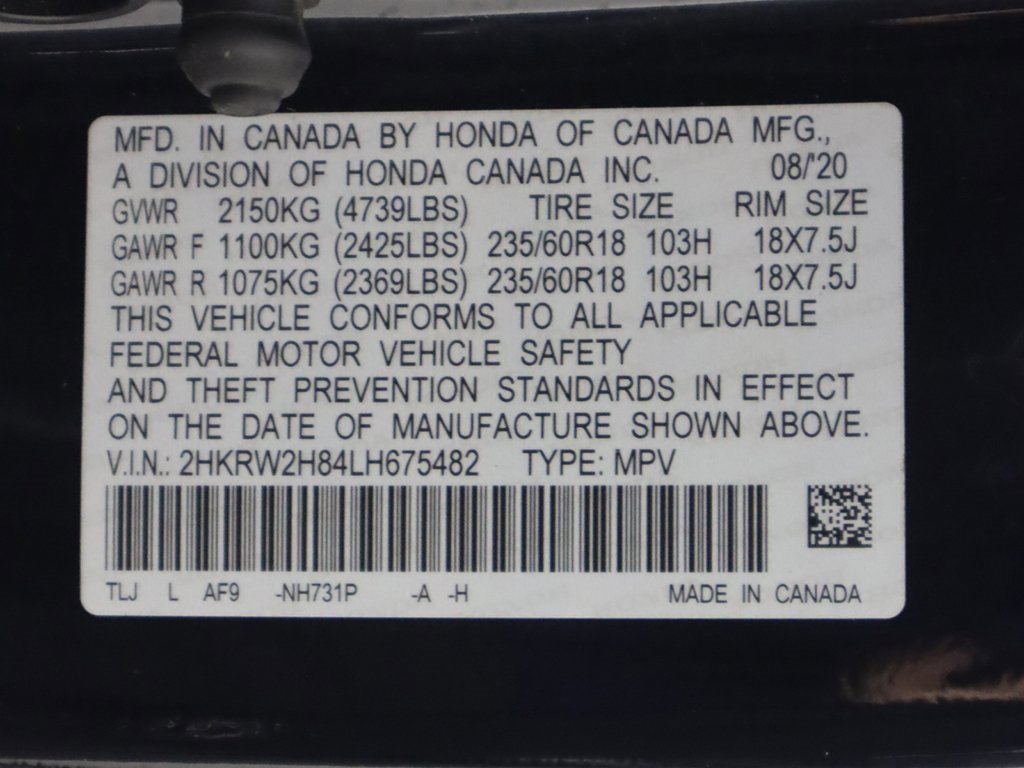 MFD. IN CANADA BY HONDA OF CANADA MFG.,
A DIVISION OF HONDA CANADA INC. 08/'20
GVWR 2150KG (4739LBS) TIRE SIZE RIM SIZE
GAWR F 1100KG (2425LBS) 235/60R18 103H 18X7.5J
GAWR R 1075KG (2369LBS) 235/60R18 103H 18X7.5J
THIS VEHICLE CONFORMS TO ALL APPLICABLE
FEDERAL MOTOR VEHICLE SAFETY
AND THEFT PREVENTION STANDARDS IN EFFECT
ON THE DATE OF MANUFACTURE SHOWN ABOVE.
V.I.N.: 2HKRW2H84LH675482 TYPE: MPV
TLJ L AF9 -NH731P -A -H MADE IN CANADA